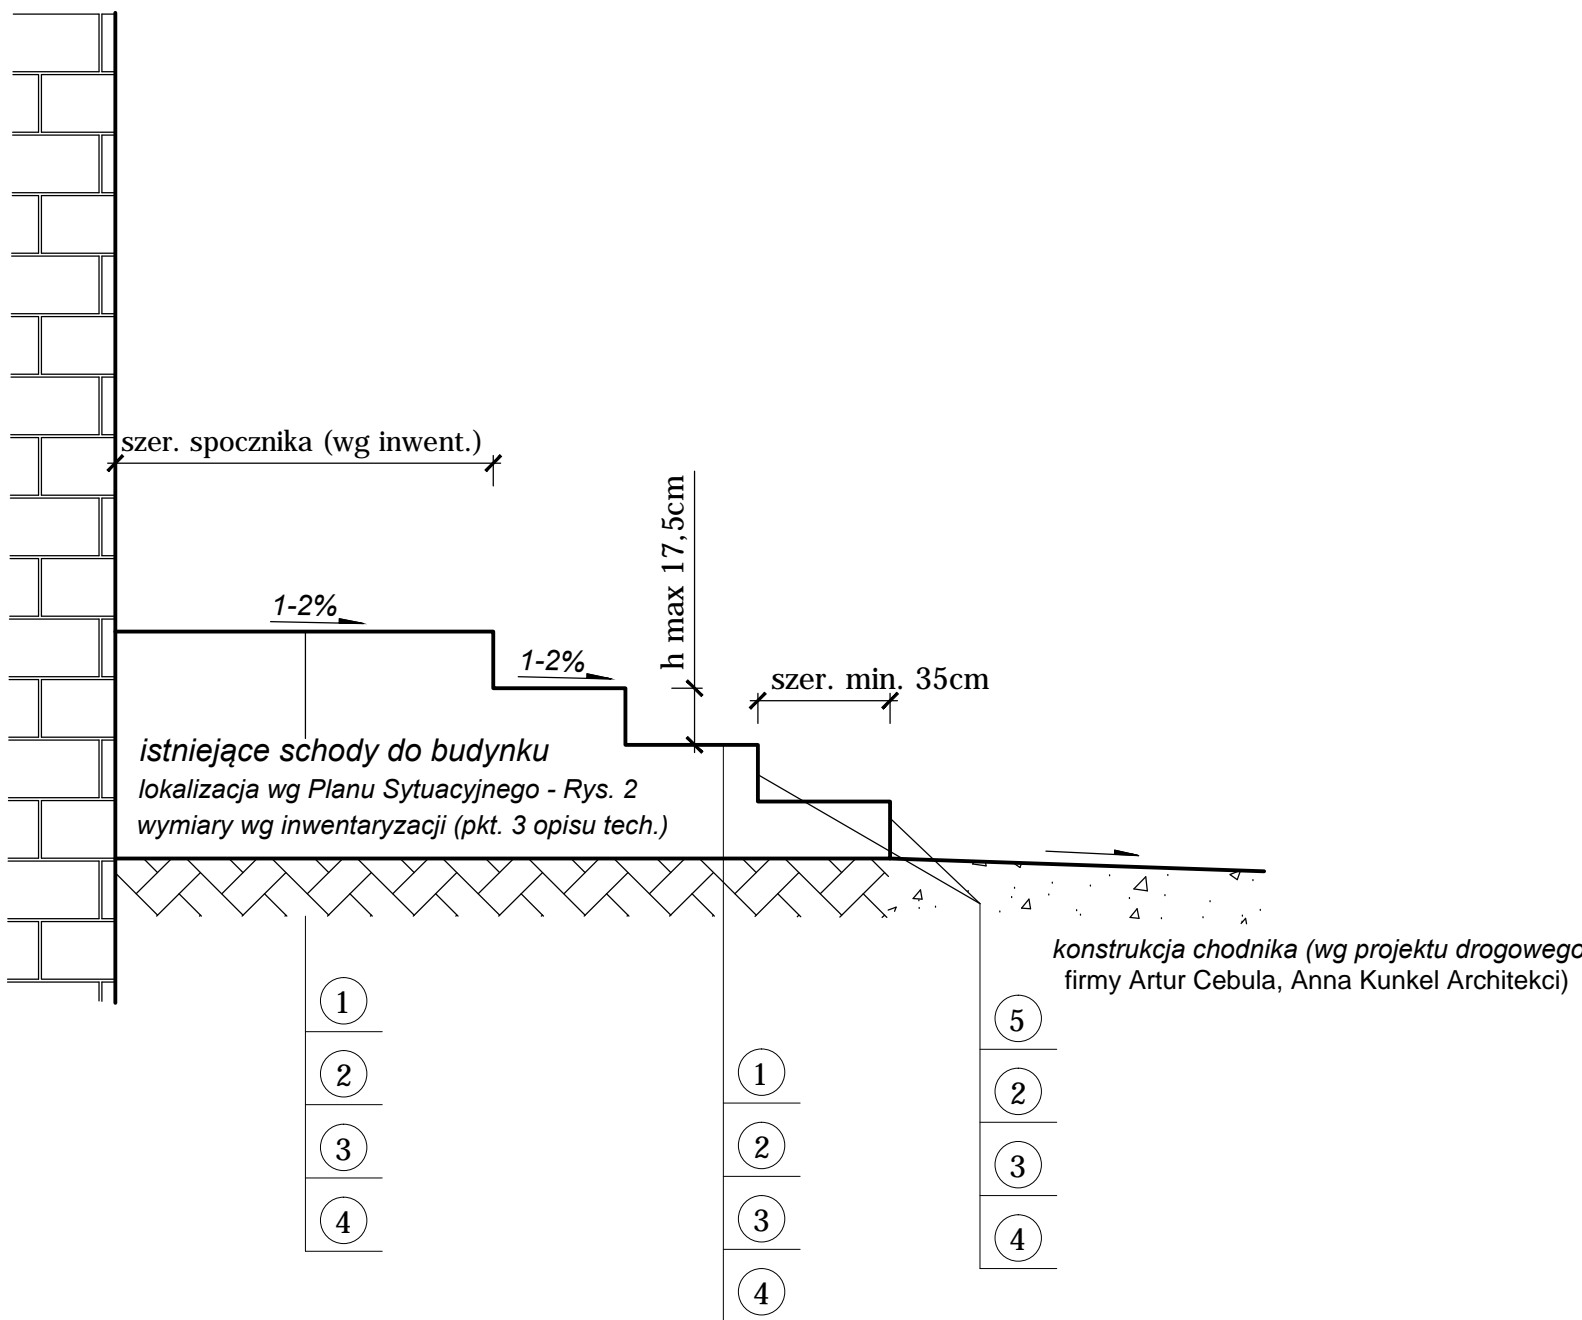 szer. spocznika (wg inwent.)
h max 17,5cm
1-2%
1-2%
szer. min. 35cm
istniejące schody do budynku
lokalizacja wg Planu Sytuacyjnego - Rys. 2
wymiary wg inwentaryzacji (pkt. 3 opisu tech.)
konstrukcja chodnika (wg projektu drogowego
firmy Artur Cebula, Anna Kunkel Architekci)
1
2
3
4
1
2
3
4
5
2
3
4